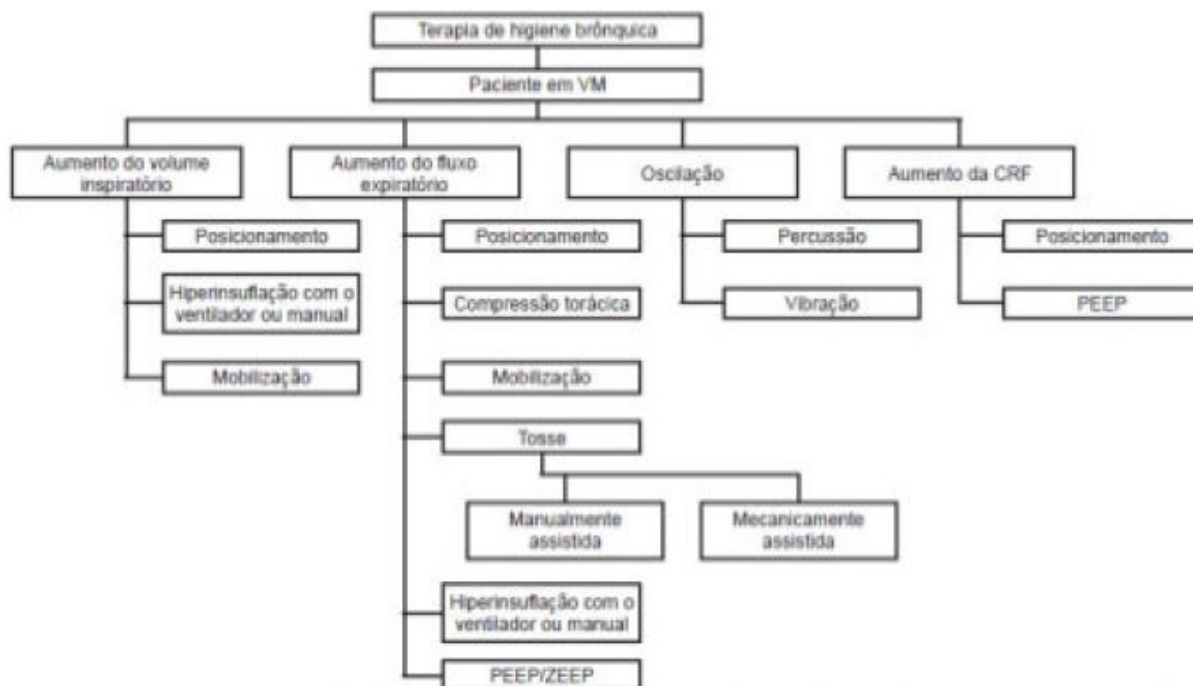 Terapia de higiene brônquica
Paciente em VM
Aumento do volume
inspiratório
Aumento do fluxo
expiratório
Oscilação
Aumento da CRF
Posicionamento
Hiperinsuflação com o
ventilador ou manual
Mobilização
Posicionamento
Compressão torácica
Mobilização
Tosse
Manualmente
assistida
Mecanicamente
assistida
Hiperinsuflação com o
ventilador ou manual
PEEP/ZEEP
Percussão
Vibração
Posicionamento
PEEP